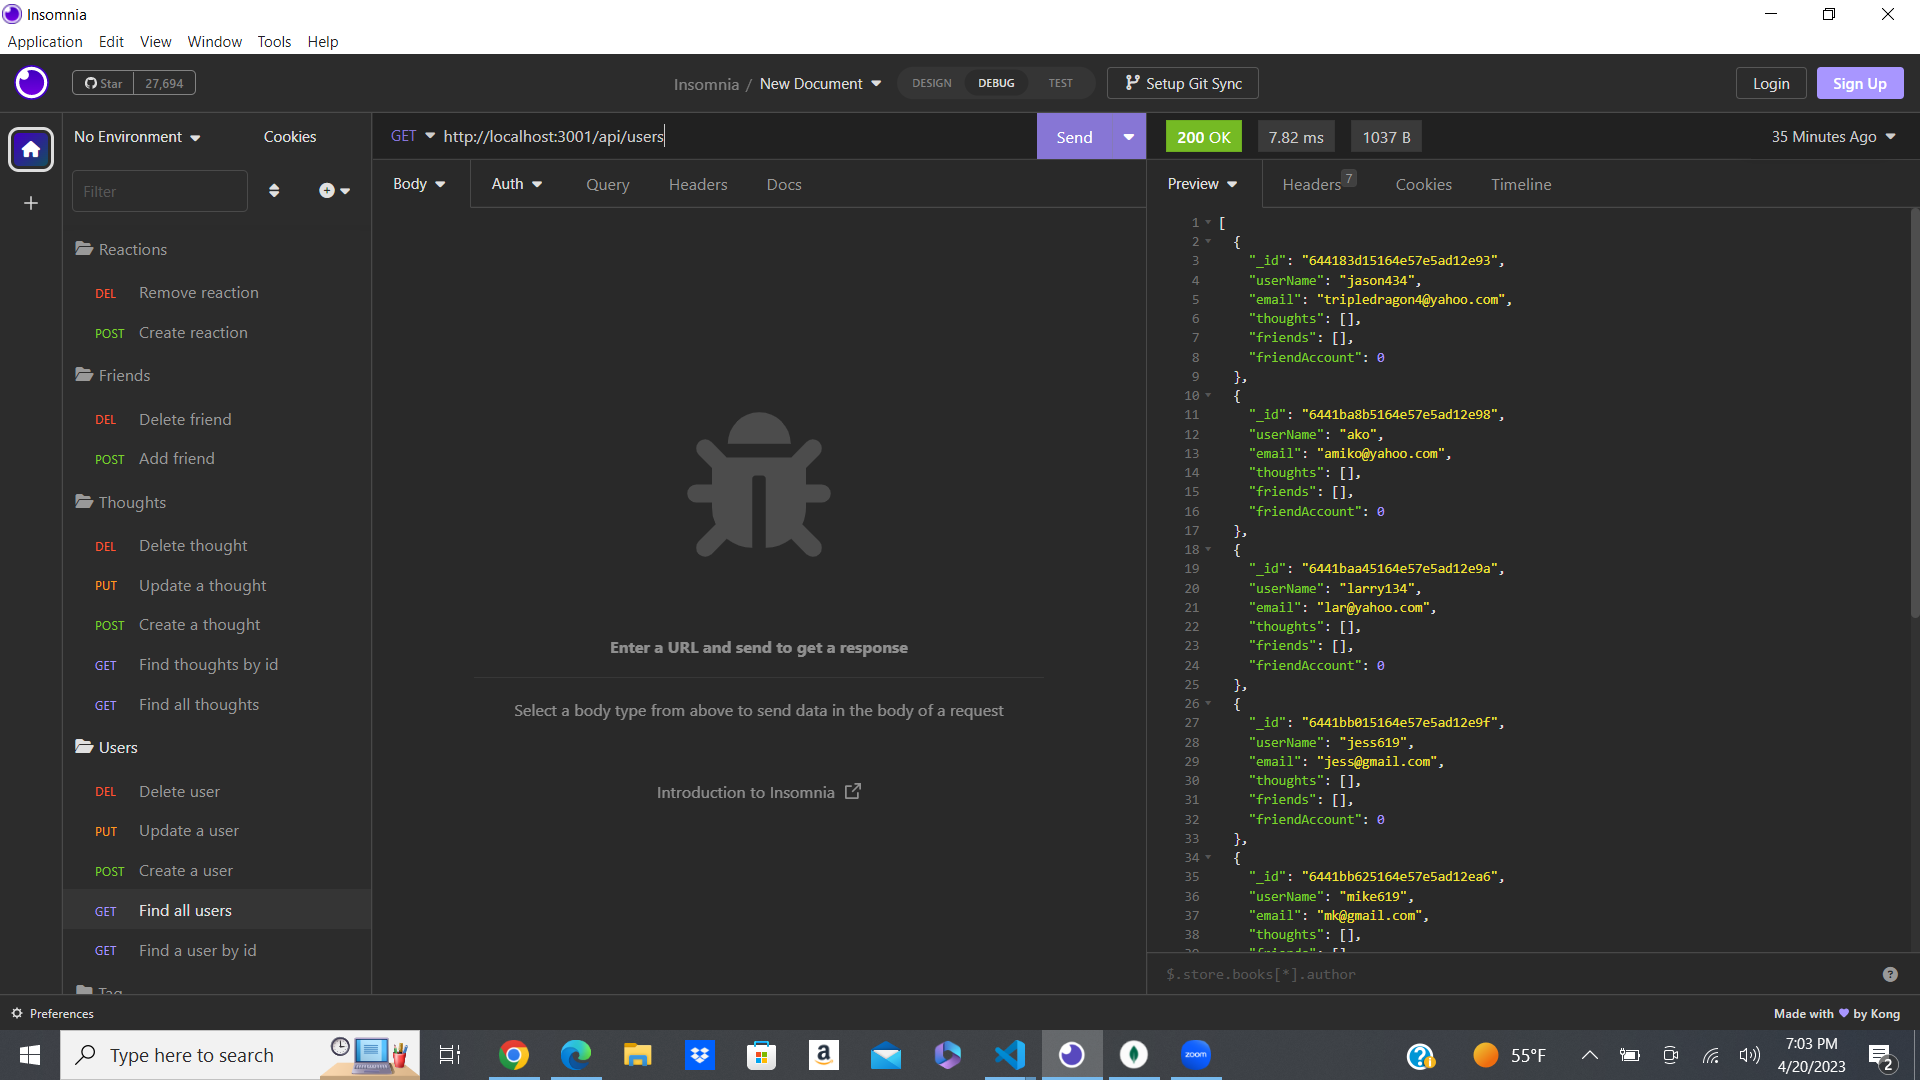 Insomnia
Application Edit View Window Tools Help
Star 27,694
Insomnia / New Document
DESIGN DEBUG TEST
Setup Git Sync
Login
Sign Up
No Environment
Cookies
Filter
Reactions
DEL Remove reaction
POST Create reaction
Friends
DEL Delete friend
POST Add friend
Thoughts
DEL Delete thought
PUT Update a thought
POST Create a thought
GET Find thoughts by id
GET Find all thoughts
Users
DEL Delete user
PUT Update a user
POST Create a user
GET Find all users
GET Find a user by id
Tag
GET http://localhost:3001/api/users
Send
Body Auth Query Headers Docs
Enter a URL and send to get a response
Select a body type from above to send data in the body of a request
Introduction to Insomnia
200 OK 7.82 ms 1037 B
35 Minutes Ago
Preview Headers 7 Cookies Timeline
1 [
2 {
3 "_id": "644183d15164e57e5ad12e93",
4 "userName": "jason434",
5 "email": "tripledragon4@yahoo.com",
6 "thoughts": [],
7 "friends": [],
8 "friendAccount": 0
9 },
10 {
11 "_id": "6441ba8b5164e57e5ad12e98",
12 "userName": "ako",
13 "email": "amiko@yahoo.com",
14 "thoughts": [],
15 "friends": [],
16 "friendAccount": 0
17 },
18 {
19 "_id": "6441baa45164e57e5ad12e9a",
20 "userName": "larry134",
21 "email": "lar@yahoo.com",
22 "thoughts": [],
23 "friends": [],
24 "friendAccount": 0
25 },
26 {
27 "_id": "6441bb015164e57e5ad12e9f",
28 "userName": "jess619",
29 "email": "jess@gmail.com",
30 "thoughts": [],
31 "friends": [],
32 "friendAccount": 0
33 },
34 {
35 "_id": "6441bb625164e57e5ad12ea6",
36 "userName": "mike619",
37 "email": "mk@gmail.com",
38 "thoughts": [],
39 "friends": [],
$.store.books[*].author
Preferences
Made with by Kong
Type here to search
zoom
55°F
7:03 PM
4/20/2023
2